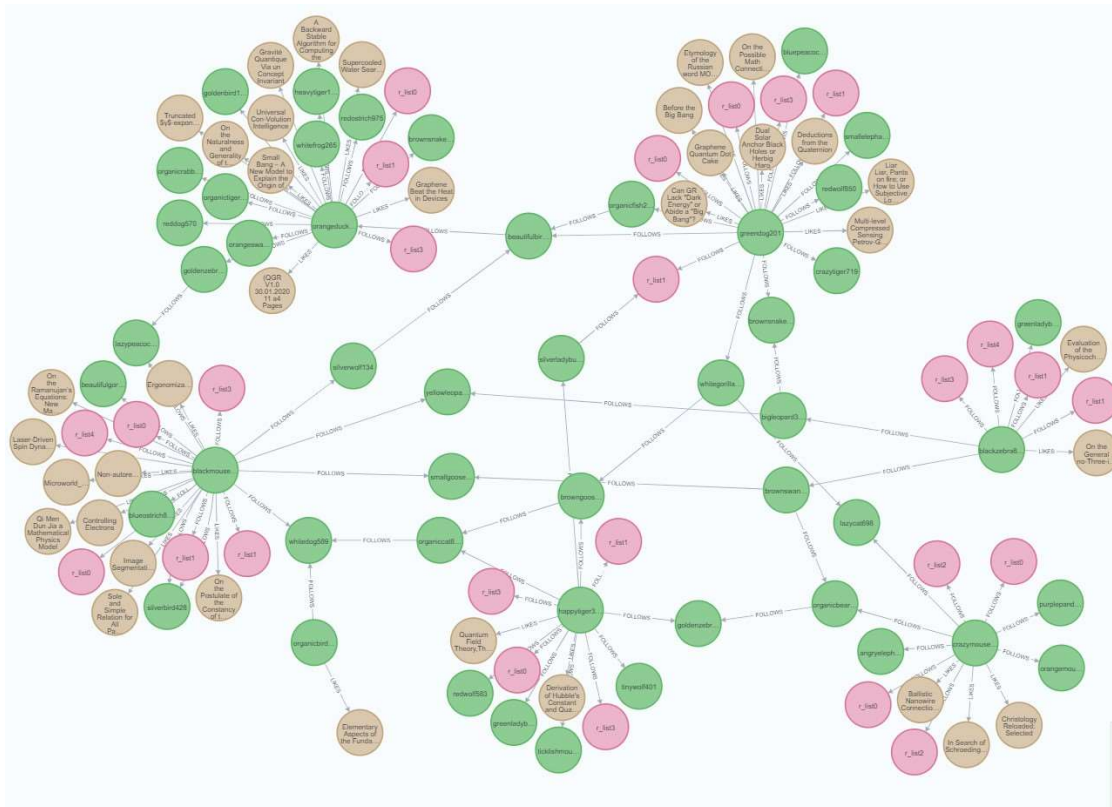 A
Backward
Stable
Algorithm for
Computing
the
Gravité
Quantique
Via un
Concept
Invariant
Supercooled
Water Sear...
r_list0
goldenbird1...
heavytiger1...
redostrich975
Truncated
Universal
Con-Volution
Intelligence
whitefrog265
brownsnake...
On
the
Naturalness
and
Generality of t...
r_list1
organicrabb...
Small
Bang – A
New Model to
Explain the
Origin of
Graphene
Beat the Heat
in Devices
organictiger...
reddog570
orangeduck...
orangeswa...
r_list3
goldenzebr...
(QGR
V1.0
30.01.2020
11 a4
Pages
Etymology
of the
Russian
word MO...
On the
Possible
Math
Connecti...
bluepeacoc...
r_list0
r_list3
r_list1
Before the
Big Bang
Dual
Solar
Anchor Black
Holes or
Herbig
Haro
Deductions
from the
Quaternion
smallelepha...
r_list0
Graphene
Quantum Dot
Cake
Liar
Liar, Pants
on fire, or
How to Use
Subjective
Lo...
redwolf550
organicfish2...
Can GR
Lack "Dark
Energy" or
Abide a "Big
Bang"?
Multi-level
Compressed
Sensing
Petrov-G...
beautifulbir...
greendog201
crazytiger719
r_list1
lazypeacoc...
silverwolf134
silverladybu...
brownsnake...
greenladyb...
Evaluation
of the
Physicoch...
r_list4
r_list3
r_list1
r_list1
On
the
Ramanujan's
Equations:
New
Ma...
beautifulgor...
Ergonomiza...
r_list3
yellowleopa...
whitegorilla...
bigleopard3...
blackzebra6...
On the
General
no-Three-i...
Laser-Driven
Spin Dyna...
r_list4
r_list0
Microworld_...
Non-autore...
blackmouse...
smallgoose...
browngoos...
brownswan...
Qi Men
Dun Jia a
Mathematical
Physics
Model
Controlling
Electrons
blueostrich8...
whitedog589
organiccat8...
lazycat698
r_list0
Image
Segmentati...
r_list1
r_list1
Sole
and
Simple
Relation for
All
Pa...
silverbird426
On
the
Postulate of
the
Constancy
of t...
r_list1
r_list2
r_list0
r_list3
happytiger3...
goldenzebr...
organicbear...
purplepand...
organicbird...
Quantum
Field
Theory,Th...
angryeleph...
crazymouse...
orangemou...
redwolf583
r_list0
Derivation
of Hubble's
Constant
and Qua...
tinywolf401
greenladyb...
r_list3
ticklishmou...
r_list0
Ballistic
Nanowire
Connectio...
Christology
Reloaded:
Selected
r_list2
In Search of
Schroeding...
Elementary
Aspects of
the Funda...
FOLLOWS
LIKES